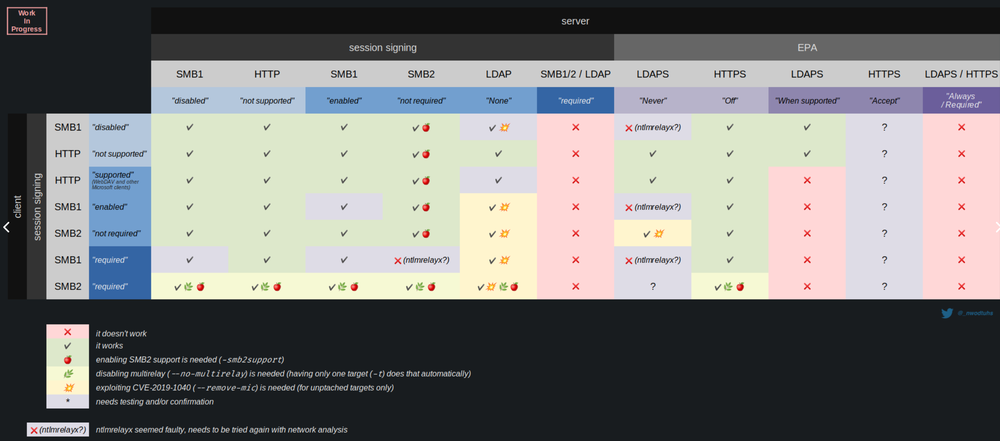 Work
In
Progress
server
session signing EPA
SMB1 HTTP SMB1 SMB2 LDAP SMB1/2 / LDAP LDAPS HTTPS LDAPS HTTPS LDAPS / HTTPS
"disabled" "not supported" "enabled" "not required" "None" "required" "Never" "Off" "When supported" "Accept" "Always
/ Required"
client
session signing
SMB1 "disabled" ✔ ✔ ✔ ✔🍎 ✔💥 ❌ ❌ (ntlmrelayx?) ✔ ✔ ? ❌
HTTP "not supported" ✔ ✔ ✔ ✔🍎 ✔ ❌ ✔ ✔ ✔ ? ❌
HTTP "supported"
(WebDAV and other
Microsoft clients)
✔ ✔ ✔ ✔🍎 ✔ ❌ ✔ ✔ ❌ ? ❌
SMB1 "enabled" ✔ ✔ ✔ ✔🍎 ✔💥 ❌ ❌ (ntlmrelayx?) ✔ ❌ ? ❌
SMB2 "not required" ✔ ✔ ✔ ✔🍎 ✔💥 ❌ ✔💥 ✔ ❌ ? ❌
SMB1 "required" ✔ ✔ ✔ ❌ (ntlmrelayx?) ✔💥 ❌ ❌ (ntlmrelayx?) ✔ ❌ ? ❌
SMB2 "required" ✔🌿🍎 ✔🌿🍎 ✔🌿🍎 ✔🌿🍎 ✔💥🌿🍎 ❌ ? ✔🌿🍎 ❌ ? ❌
@_nwodtuhs
❌ it doesn't work
✔ it works
🍎 enabling SMB2 support is needed (-smb2support)
🌿 disabling multirelay (--no-multirelay) is needed (having only one target (-t) does that automatically)
💥 exploiting CVE-2019-1040 (--remove-mic) is needed (for unptached targets only)
* needs testing and/or confirmation
❌ (ntlmrelayx?) ntlmrelayx seemed faulty, needs to be tried again with network analysis